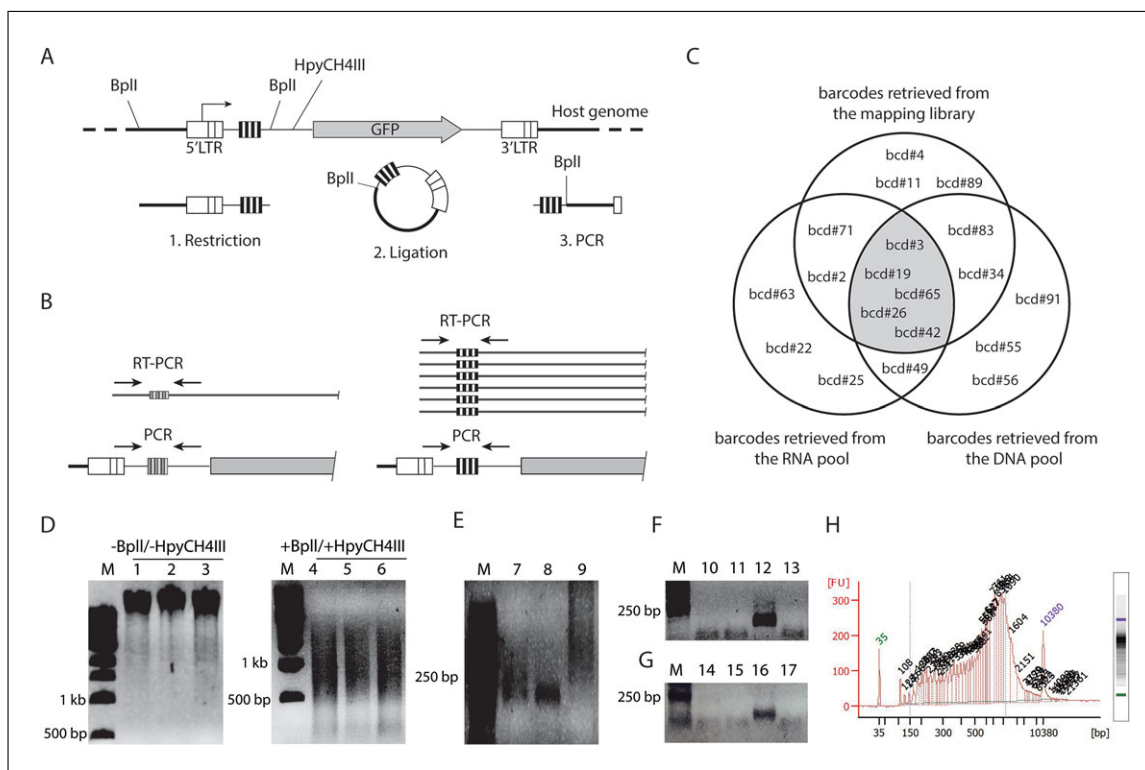 A
BplI
BplI
HpyCH4III
Host genome
GFP
5'LTR
3'LTR
BplI
BplI
1. Restriction
2. Ligation
3. PCR
B
RT-PCR
RT-PCR
PCR
PCR
C
barcodes retrieved from
the mapping library
bcd#4
bcd#11
bcd#89
bcd#71
bcd#83
bcd#3
bcd#2
bcd#19
bcd#34
bcd#63
bcd#65
bcd#91
bcd#26
bcd#42
bcd#22
bcd#55
bcd#49
bcd#25
bcd#56
barcodes retrieved from
the RNA pool
barcodes retrieved from
the DNA pool
D
-BplI/-HpyCH4III
M 1 2 3
1 kb
500 bp
+BplI/+HpyCH4III
M 4 5 6
1 kb
500 bp
E
M 7 8 9
250 bp
F
M 10 11 12 13
250 bp
G
M 14 15 16 17
250 bp
H
[FU]
300
200
100
0
35
108
1604
2151
10380
35 150 300 500 10380 [bp]